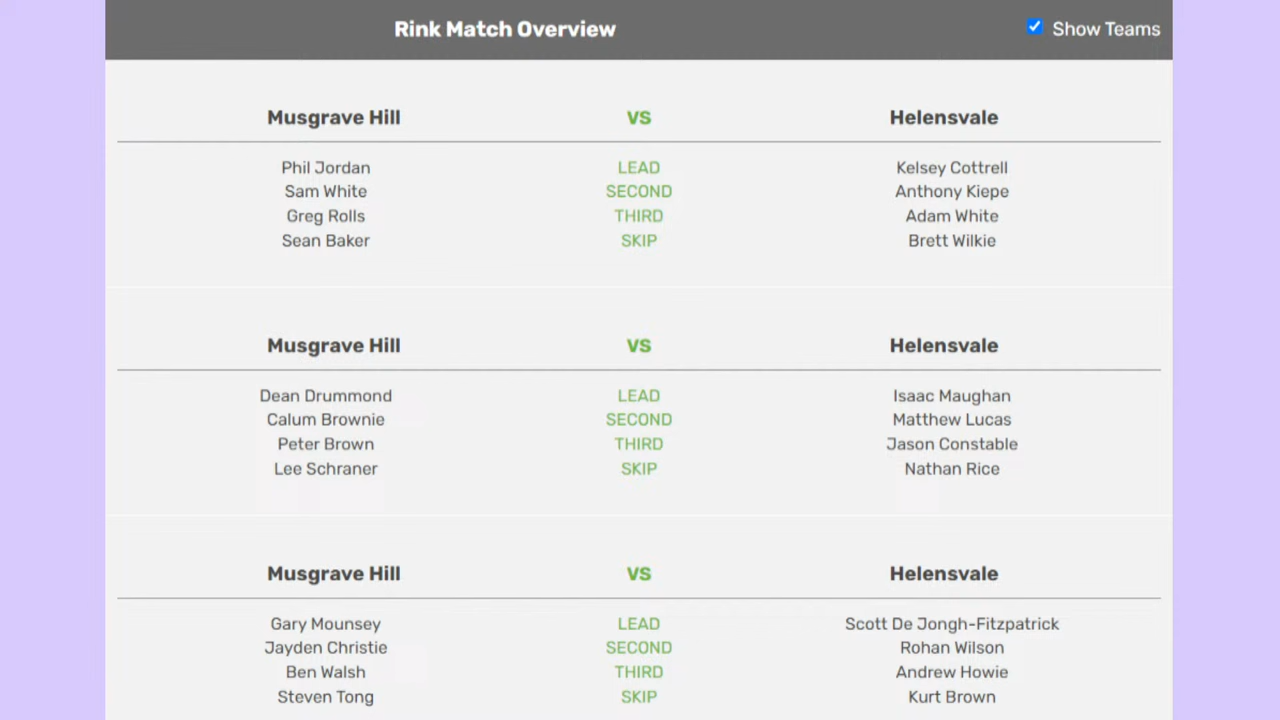 Rink Match Overview Show Teams
Musgrave Hill VS Helensvale
Phil Jordan LEAD Kelsey Cottrell
Sam White SECOND Anthony Kiepe
Greg Rolls THIRD Adam White
Sean Baker SKIP Brett Wilkie
Musgrave Hill VS Helensvale
Dean Drummond LEAD Isaac Maughan
Calum Brownie SECOND Matthew Lucas
Peter Brown THIRD Jason Constable
Lee Schraner SKIP Nathan Rice
Musgrave Hill VS Helensvale
Gary Mounsey LEAD Scott De Jongh-Fitzpatrick
Jayden Christie SECOND Rohan Wilson
Ben Walsh THIRD Andrew Howie
Steven Tong SKIP Kurt Brown